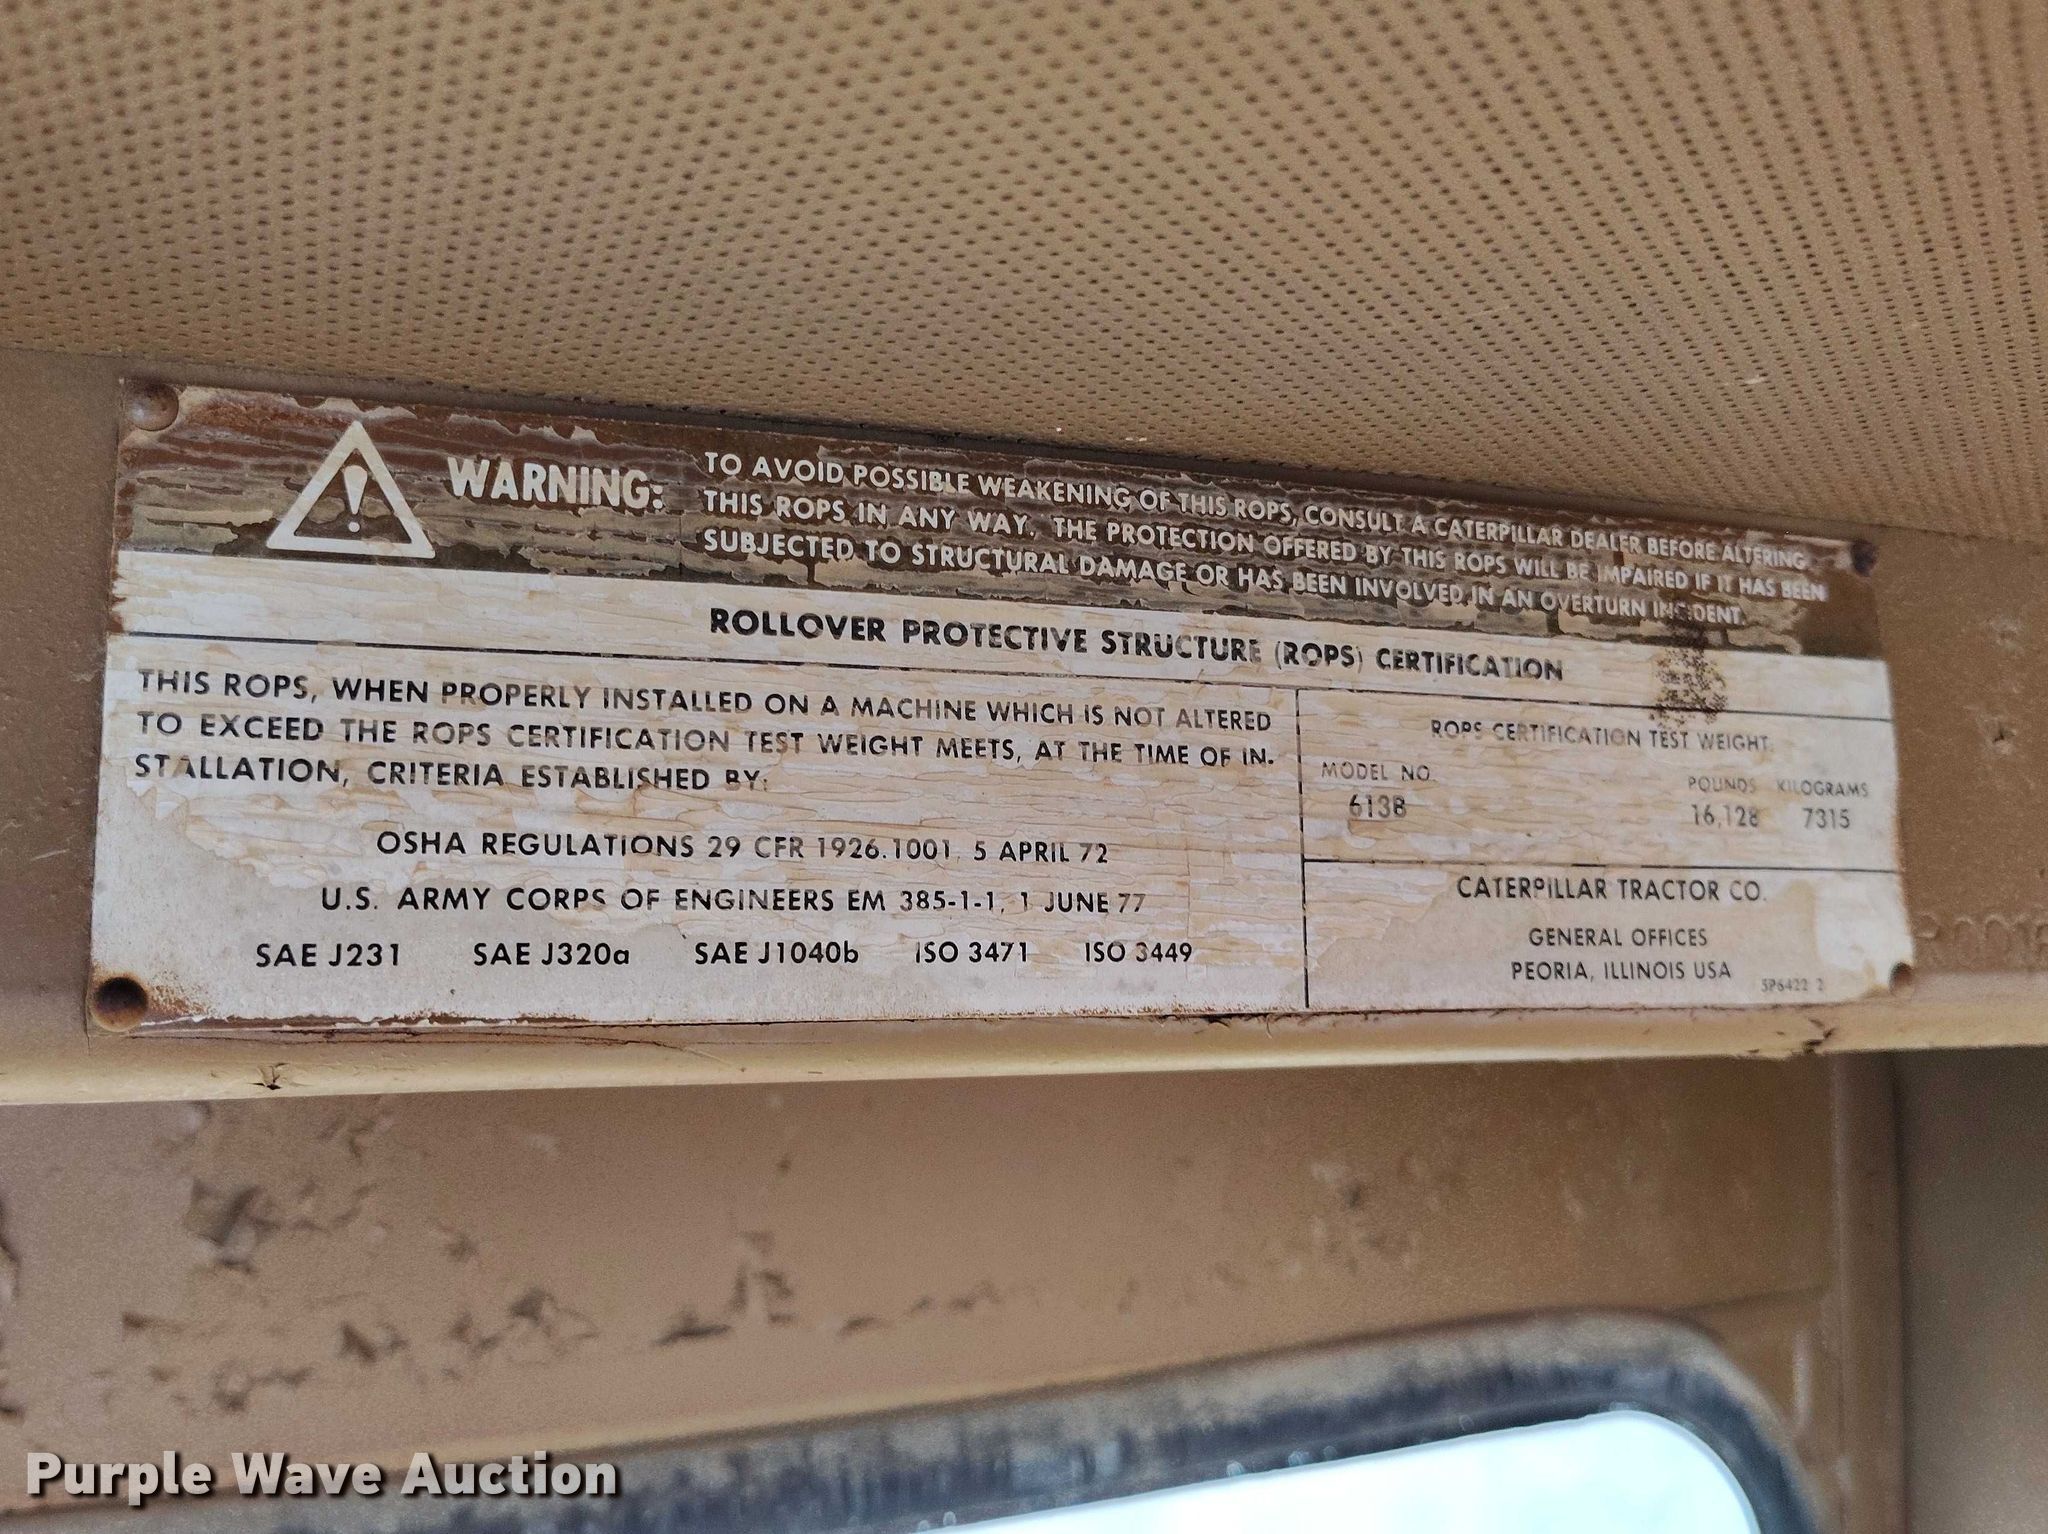 WARNING:
TO AVOID POSSIBLE WEAKENING OF THIS ROPS, CONSULT A CATERPILLAR DEALER BEFORE ALTERING
THIS ROPS IN ANY WAY. THE PROTECTION OFFERED BY THIS ROPS WILL BE IMPAIRED IF IT HAS BEEN
SUBJECTED TO STRUCTURAL DAMAGE OR HAS BEEN INVOLVED IN AN OVERTURN INCIDENT.
ROLLOVER PROTECTIVE STRUCTURE (ROPS) CERTIFICATION
THIS ROPS, WHEN PROPERLY INSTALLED ON A MACHINE WHICH IS NOT ALTERED
TO EXCEED THE ROPS CERTIFICATION TEST WEIGHT MEETS, AT THE TIME OF IN-
STALLATION, CRITERIA ESTABLISHED BY:
OSHA REGULATIONS 29 CFR 1926.1001, 5 APRIL 72
U.S. ARMY CORPS OF ENGINEERS EM 385-1-1, 1 JUNE 77
SAE J231 SAE J320a SAE J1040b ISO 3471 ISO 3449
ROPS CERTIFICATION TEST WEIGHT
MODEL NO. POUNDS KILOGRAMS
613B 16,128 7315
CATERPILLAR TRACTOR CO.
GENERAL OFFICES
PEORIA, ILLINOIS USA
5P6422 2
Purple Wave Auction